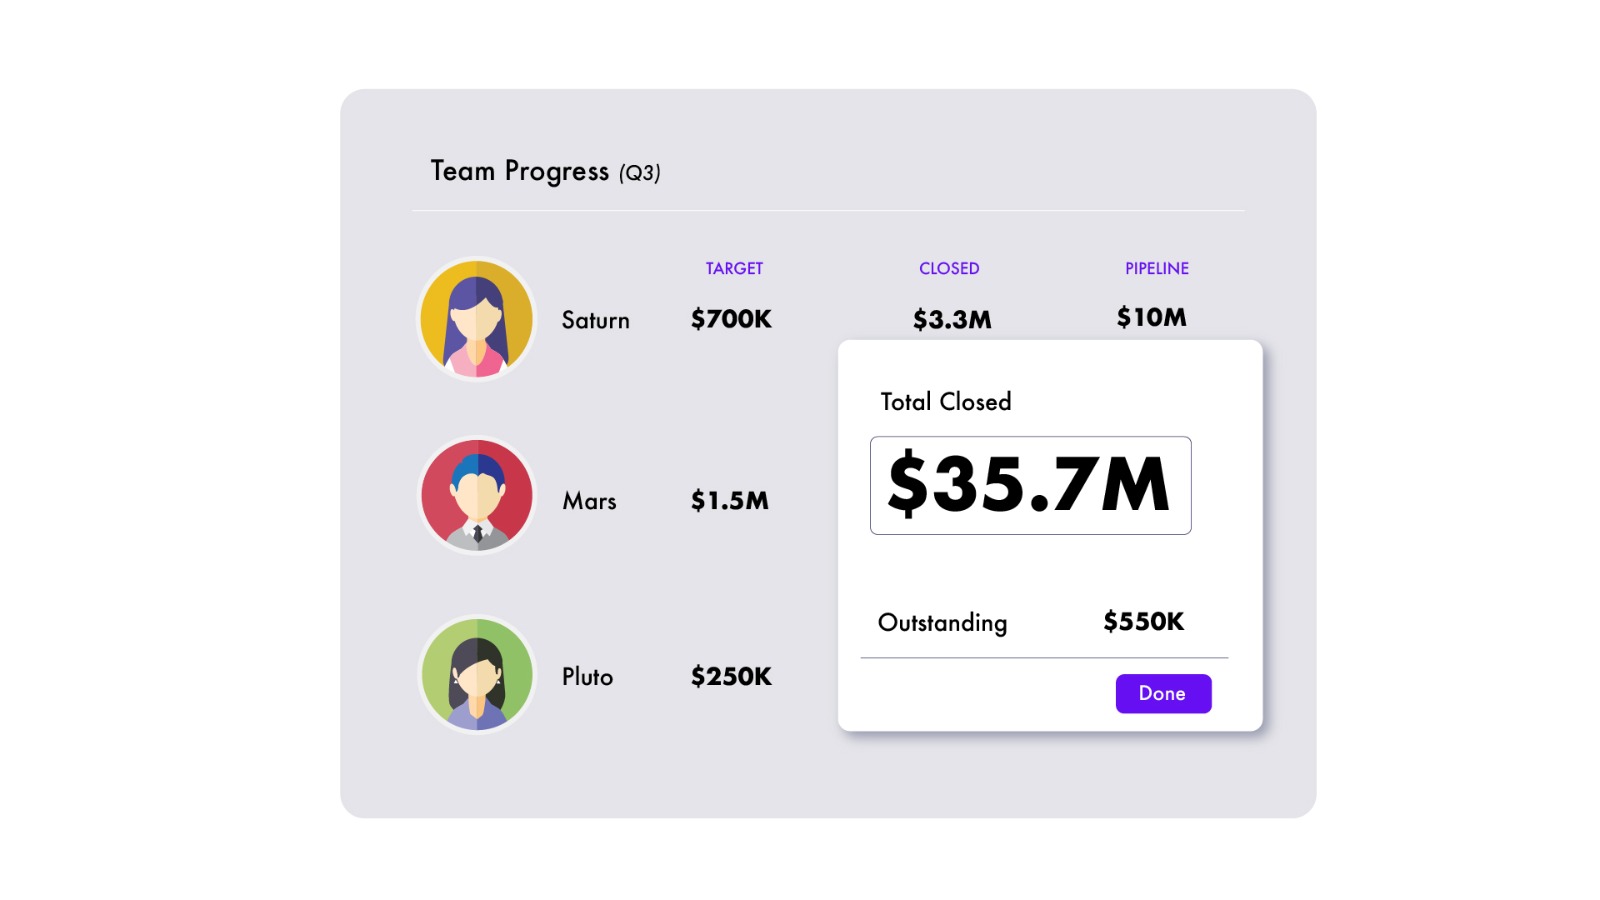 Team Progress (Q3)
TARGET CLOSED PIPELINE
Saturn $700K $3.3M $10M
Total Closed
$35.7M
Mars $1.5M
Outstanding $550K
Pluto $250K
Done